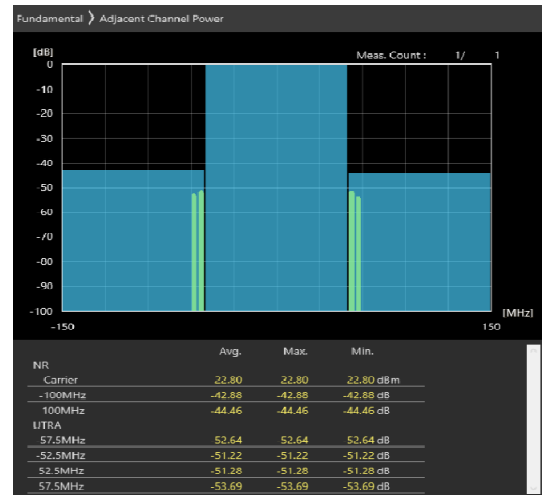 Fundamental ❯ Adjacent Channel Power
[dB]
Meas. Count : 1/ 1
0
-10
-20
-30
-40
-50
-60
-70
-80
-90
-100
[MHz]
-150 150
Avg. Max. Min.
NR
Carrier 22.80 22.80 22.80 dBm
-100MHz -42.88 -42.88 -42.88 dB
100MHz -44.46 -44.46 -44.46 dB
UTRA
57.5MHz 52.64 52.64 52.64 dB
-52.5MHz -51.22 -51.22 -51.22 dB
52.5MHz -51.28 -51.28 -51.28 dB
57.5MHz -53.69 -53.69 -53.69 dB